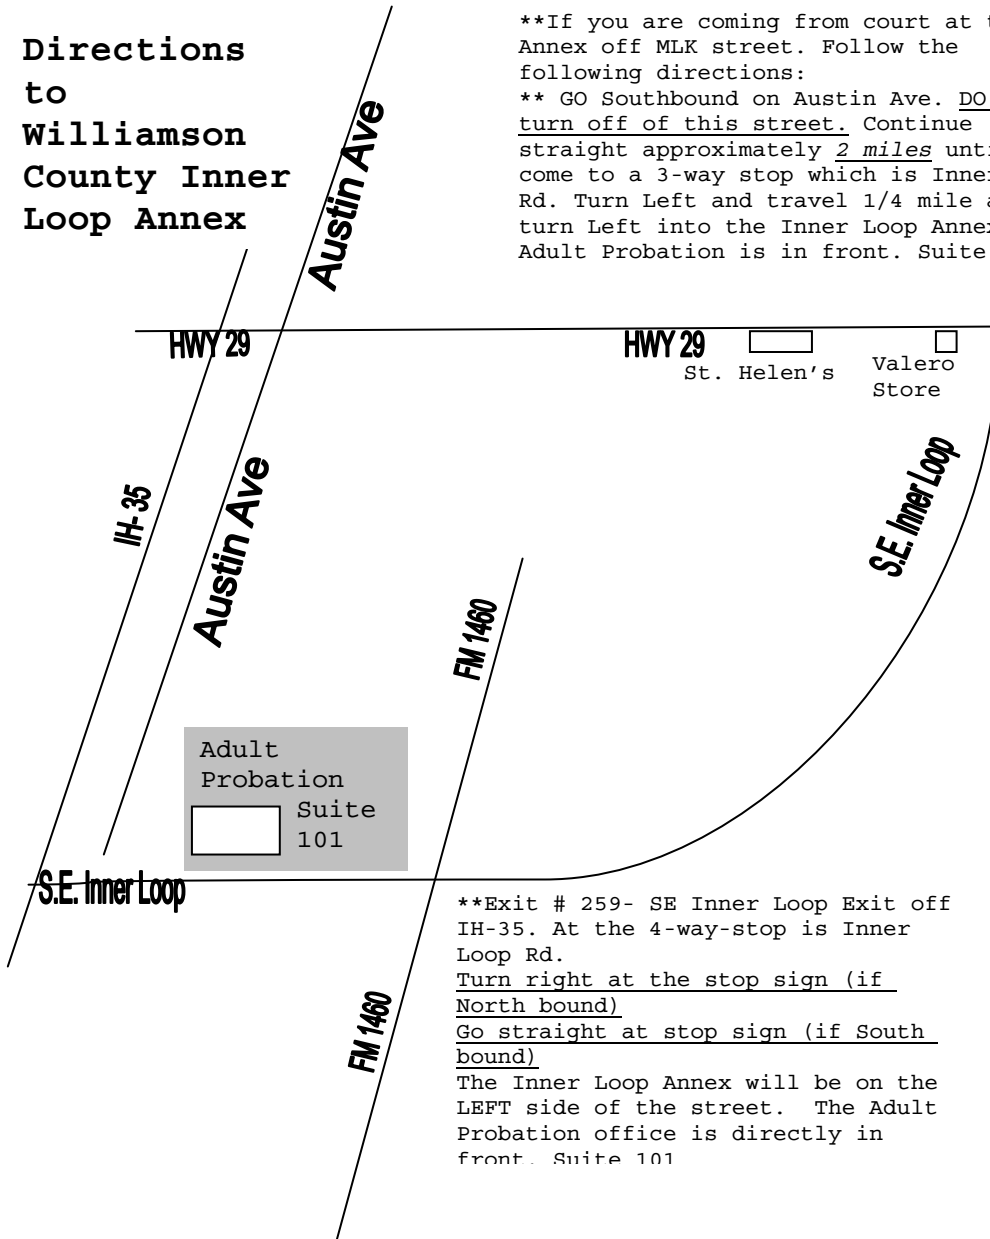 Directions
to
Williamson
County Inner
Loop Annex
**If you are coming from court at
Annex off MLK street. Follow the
following directions:
** GO Southbound on Austin Ave. DO
turn off of this street. Continue
straight approximately 2 miles
come to a 3-way stop which is
Rd. Turn Left and travel 1/4 mile
turn Left into the Inner Loop
Adult Probation is in front. Suite
Austin Ave
HWY 29
HWY 29
St. Helen's
Valero
Store
IH-35
Austin Ave
S.E. Inner Loop
FM 1460
Adult
Probation
Suite
101
S.E. Inner Loop
**Exit # 259- SE Inner Loop Exit off
IH-35. At the 4-way-stop is Inner
Loop Rd.
Turn right at the stop sign (if
North bound)
Go straight at stop sign (if South
bound)
The Inner Loop Annex will be on the
LEFT side of the street. The Adult
Probation office is directly in
front. Suite 101
FM 1460